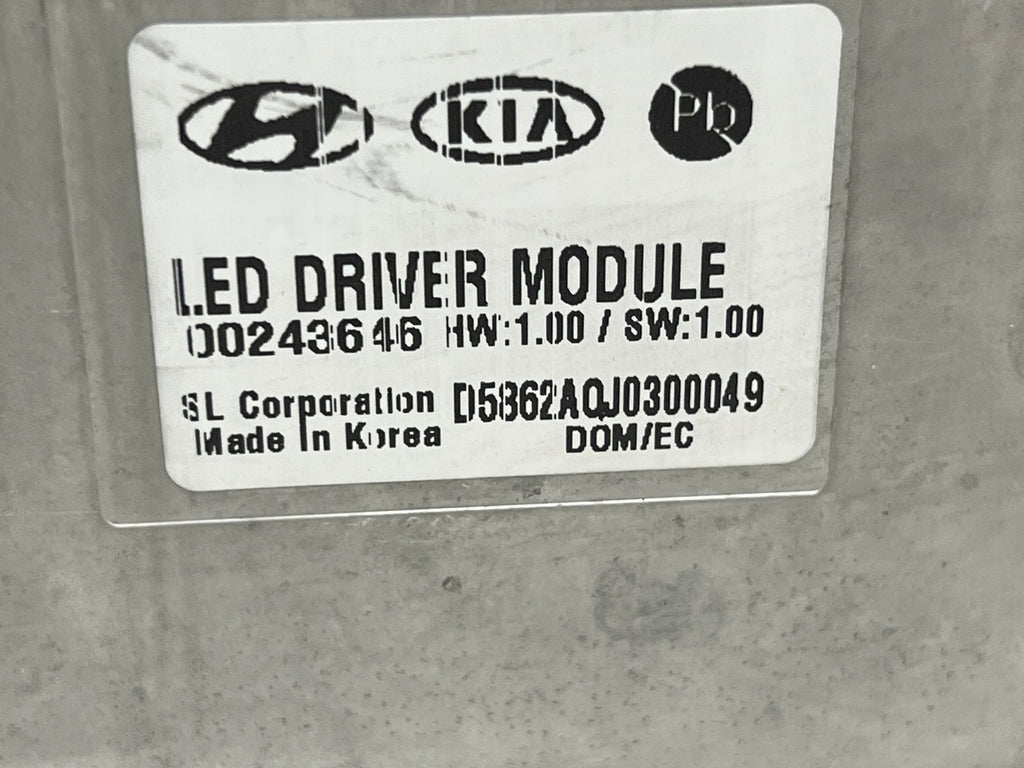 KIA Pb
LED DRIVER MODULE
00243646 HW:1.00 / SW:1.00
SL Corporation D5862AQJ0300049
Made In Korea DOM/EC